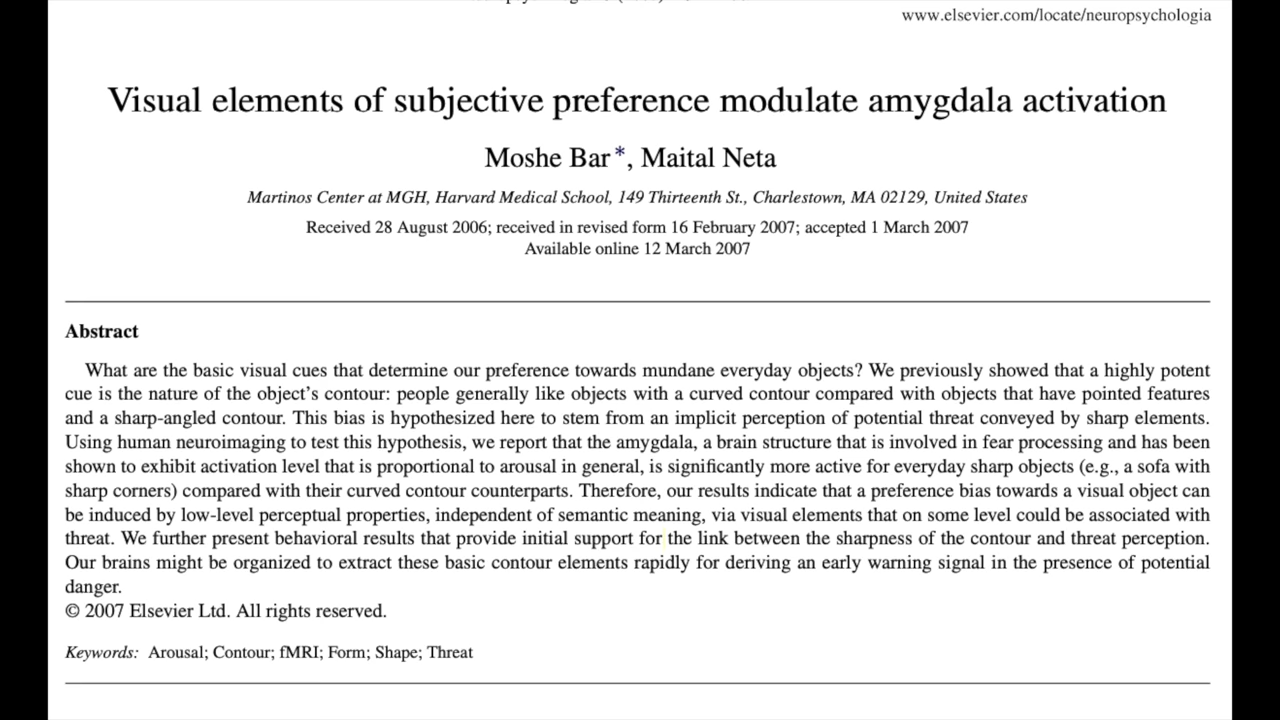 www.elsevier.com/locate/neuropsychologia
Visual elements of subjective preference modulate amygdala activation
Moshe Bar*, Maital Neta
Martinos Center at MGH, Harvard Medical School, 149 Thirteenth St., Charlestown, MA 02129, United States
Received 28 August 2006; received in revised form 16 February 2007; accepted 1 March 2007
Available online 12 March 2007
Abstract
What are the basic visual cues that determine our preference towards mundane everyday objects? We previously showed that a highly potent
cue is the nature of the object's contour: people generally like objects with a curved contour compared with objects that have pointed features
and a sharp-angled contour. This bias is hypothesized here to stem from an implicit perception of potential threat conveyed by sharp elements.
Using human neuroimaging to test this hypothesis, we report that the amygdala, a brain structure that is involved in fear processing and has been
shown to exhibit activation level that is proportional to arousal in general, is significantly more active for everyday sharp objects (e.g., a sofa with
sharp corners) compared with their curved contour counterparts. Therefore, our results indicate that a preference bias towards a visual object can
be induced by low-level perceptual properties, independent of semantic meaning, via visual elements that on some level could be associated with
threat. We further present behavioral results that provide initial support for the link between the sharpness of the contour and threat perception.
Our brains might be organized to extract these basic contour elements rapidly for deriving an early warning signal in the presence of potential
danger.
© 2007 Elsevier Ltd. All rights reserved.
Keywords: Arousal; Contour; fMRI; Form; Shape; Threat